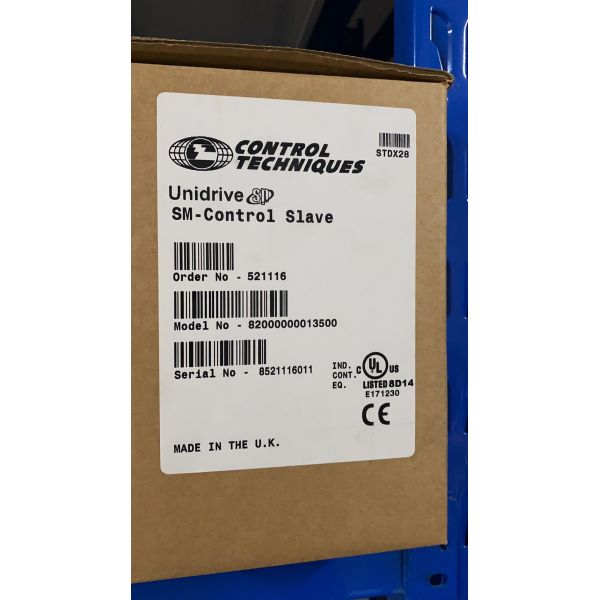 CONTROL
TECHNIQUES
STDX28
Unidrive SP
SM-Control Slave
Order No - 521116
Model No - 82000000013500
Serial No - 8521116011
IND.
CONT.
EQ.
C UL US
LISTED 8D14
E171230
CE
MADE IN THE U.K.